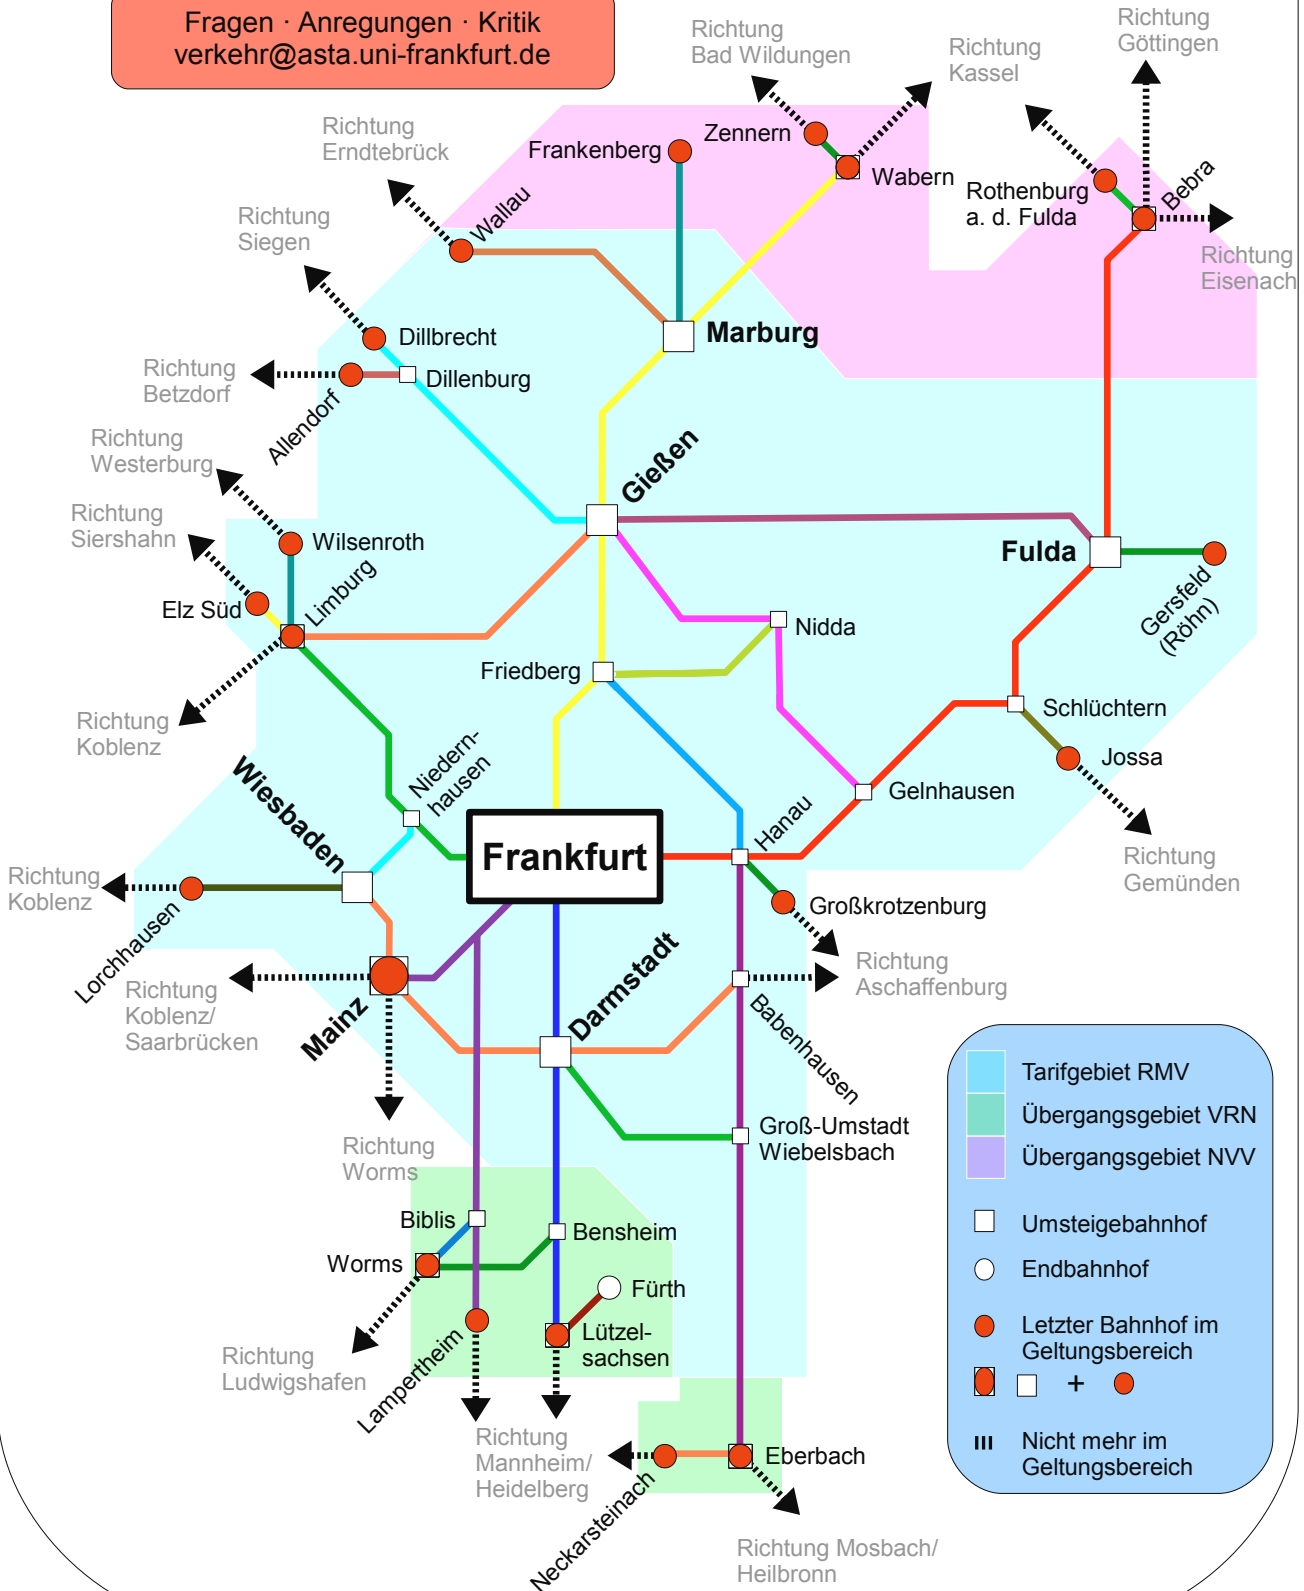 Fragen · Anregungen · Kritik
verkehr@asta.uni-frankfurt.de
Richtung
Göttingen
Richtung
Bad Wildungen
Richtung
Kassel
Richtung
Erndtebrück
Frankenberg
Zennern
Wabern
Rothenburg
a. d. Fulda
Bebra
Richtung
Siegen
Wallau
Richtung
Eisenach
Marburg
Dillbrecht
Richtung
Betzdorf
Dillenburg
Allendorf
Richtung
Westerburg
Gießen
Richtung
Siershahn
Wilsenroth
Fulda
Elz Süd
Limburg
Gersfeld
(Röhn)
Nidda
Friedberg
Richtung
Koblenz
Schlüchtern
Jossa
Niedern-
hausen
Wiesbaden
Gelnhausen
Hanau
Frankfurt
Richtung
Gemünden
Richtung
Koblenz
Lorchhausen
Großkrotzenburg
Richtung
Aschaffenburg
Richtung
Koblenz/
Saarbrücken
Mainz
Darmstadt
Babenhausen
Richtung
Worms
Groß-Umstadt
Wiebelsbach
Biblis
Bensheim
Worms
Fürth
Lützel-
sachsen
Richtung
Ludwigshafen
Lampertheim
Richtung
Mannheim/
Heidelberg
Eberbach
Neckarsteinach
Richtung Mosbach/
Heilbronn
Tarifgebiet RMV
Übergangsgebiet VRN
Übergangsgebiet NVV
Umsteigebahnhof
Endbahnhof
Letzter Bahnhof im
Geltungsbereich
+
Nicht mehr im
Geltungsbereich